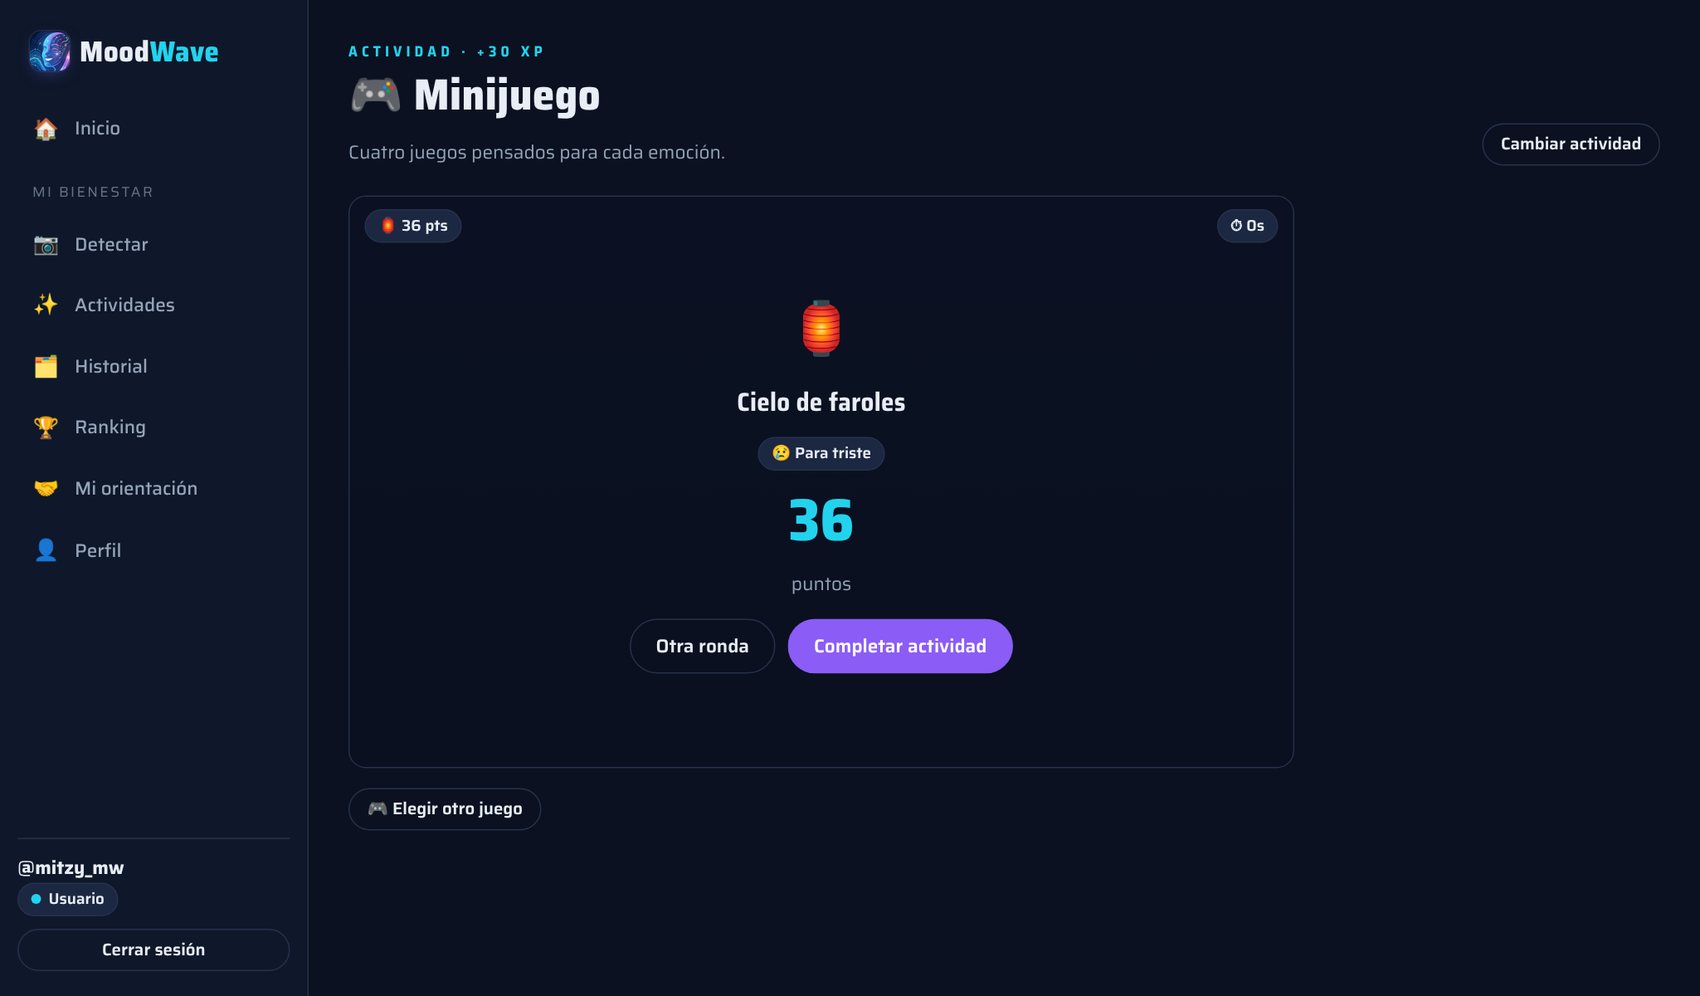 MoodWave
Inicio
MI BIENESTAR
Detectar
Actividades
Historial
Ranking
Mi orientación
Perfil
@mitzy_mw
Usuario
Cerrar sesión
ACTIVIDAD · +30 XP
Minijuego
Cuatro juegos pensados para cada emoción.
Cambiar actividad
36 pts
0s
Cielo de faroles
Para triste
36
puntos
Otra ronda
Completar actividad
Elegir otro juego